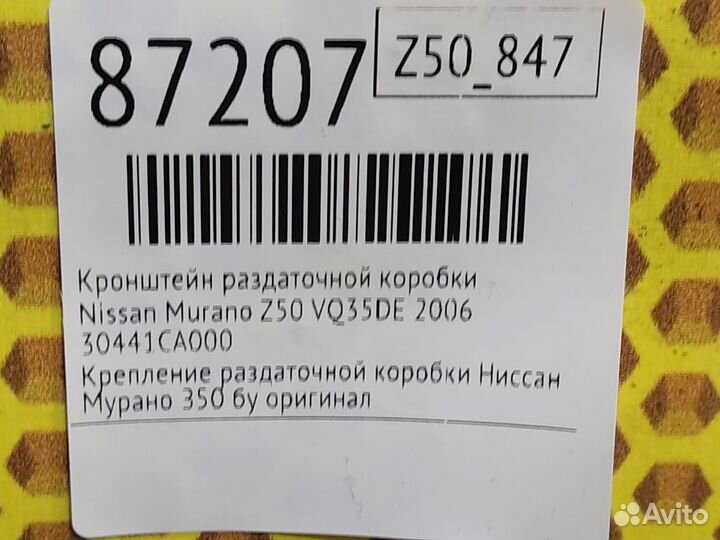 87207
Z50_847
Кронштейн раздаточной коробки
Nissan Murano Z50 VQ35DE 2006
30441CA000
Крепление раздаточной коробки Ниссан
Мурано 350 бу оригинал
Avito